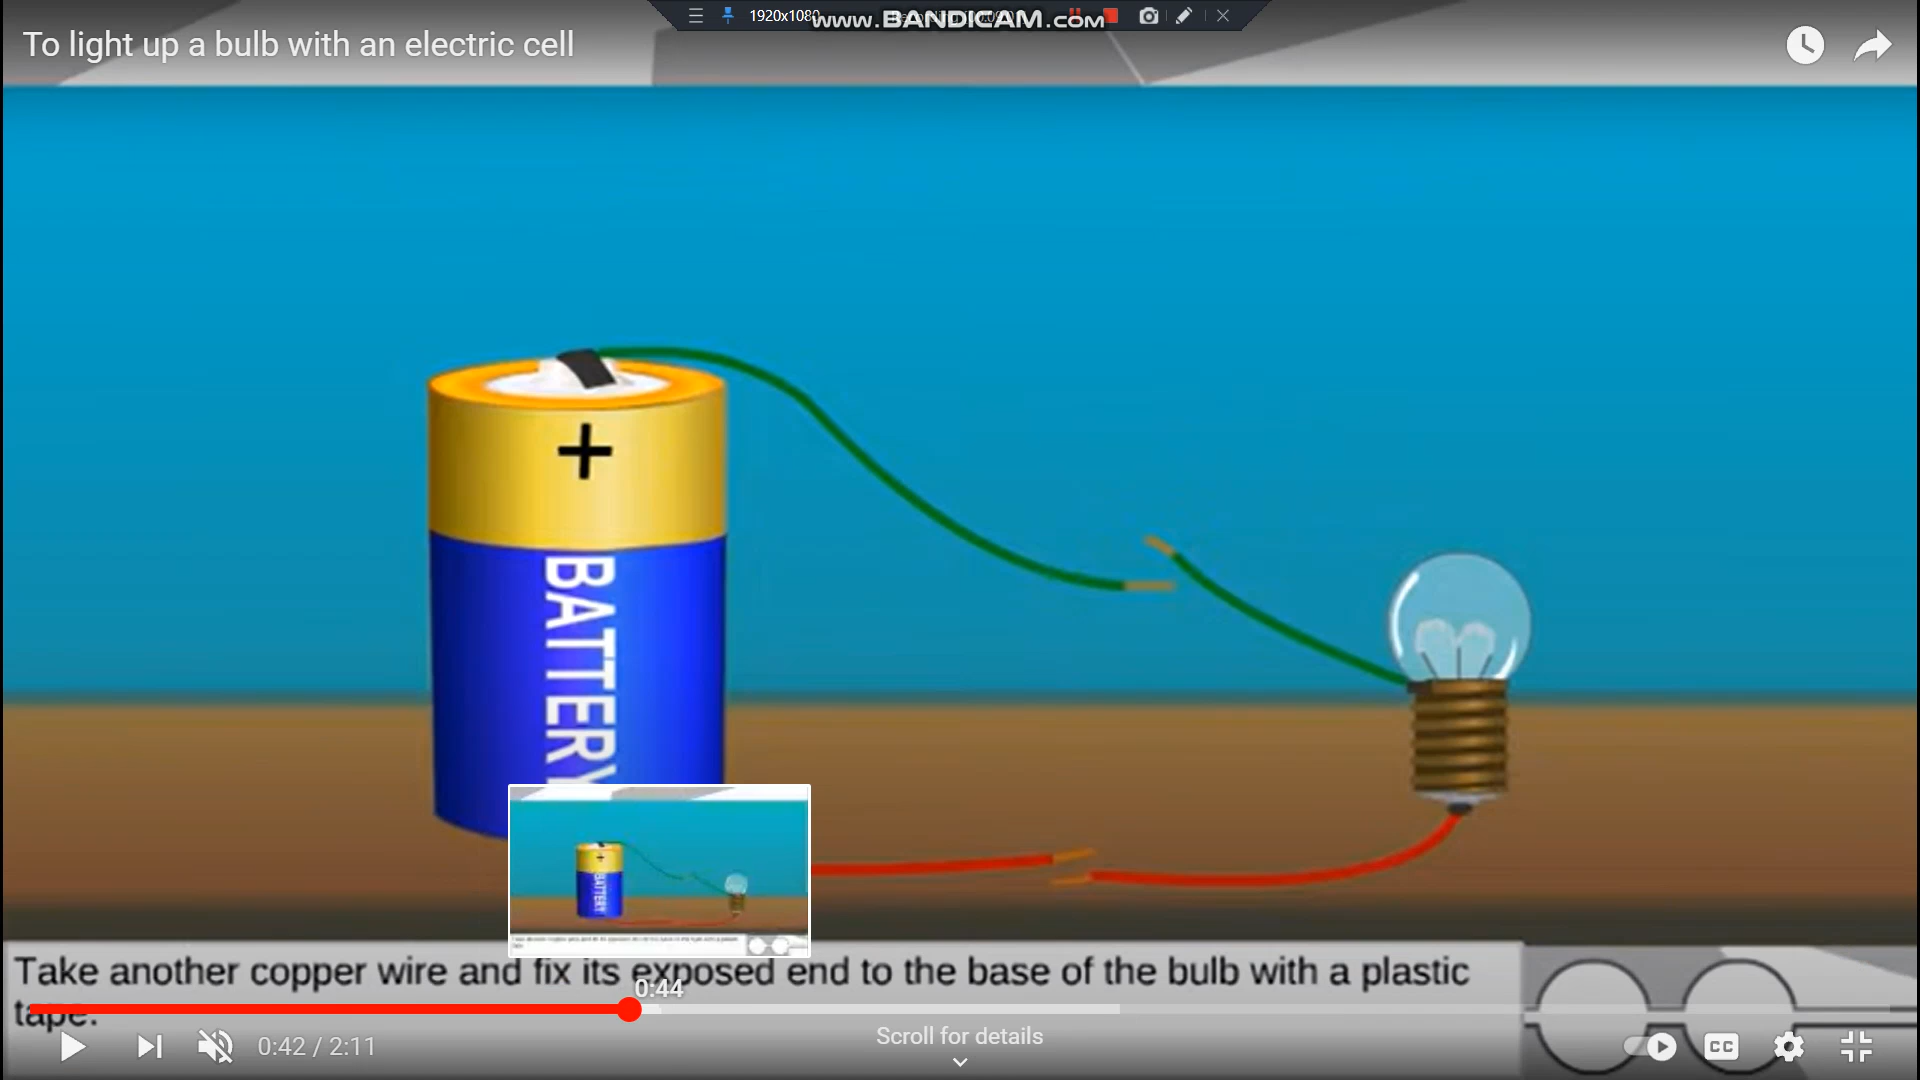 1920x1080
www.BANDICAM.com
To light up a bulb with an electric cell
+
BATTERY
Take another copper wire and fix its exposed end to the base of the bulb with a plastic
tape.
0:44
0:42 / 2:11
Scroll for details
CC